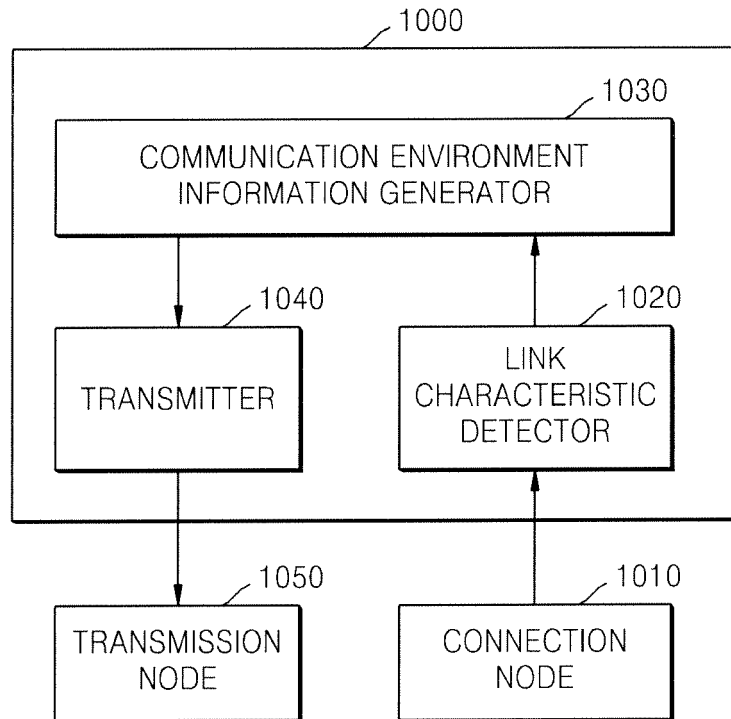 1000
1030
COMMUNICATION ENVIRONMENT
INFORMATION GENERATOR
1040
TRANSMITTER
1020
LINK
CHARACTERISTIC
DETECTOR
1050
TRANSMISSION
NODE
1010
CONNECTION
NODE